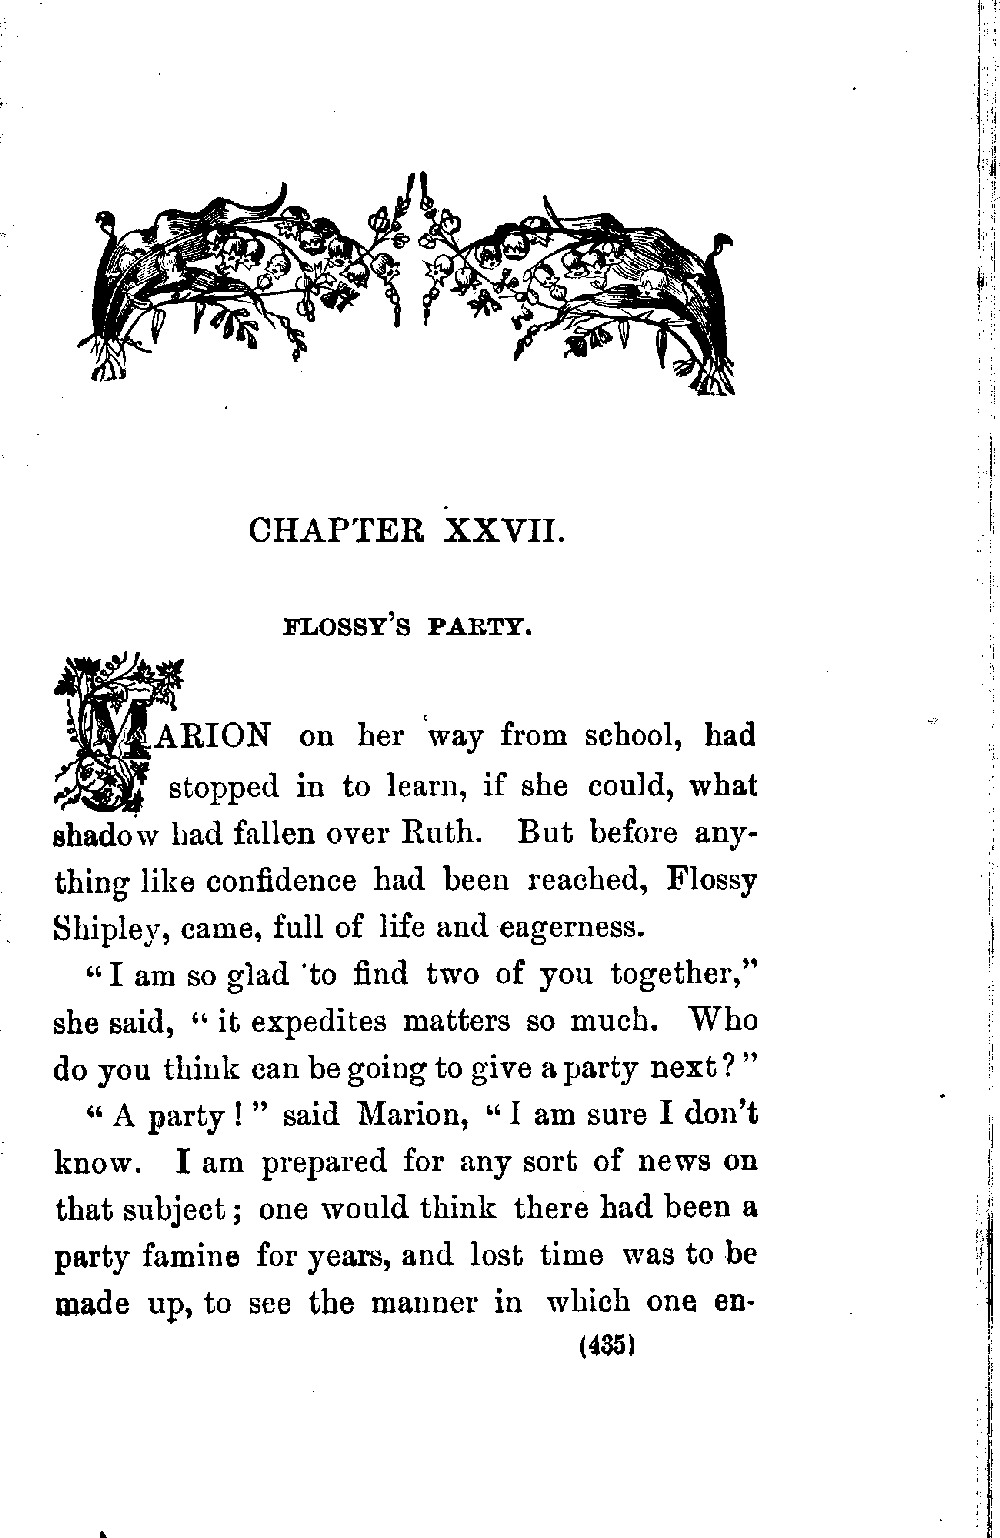 CHAPTER XXVII.
FLOSSY'S PARTY.
MARION on her way from school, had
stopped in to learn, if she could, what
shadow had fallen over Ruth. But before any-
thing like confidence had been reached, Flossy
Shipley, came, full of life and eagerness.
“I am so glad to find two of you together,”
she said, “it expedites matters so much. Who
do you think can be going to give a party next?”
“A party!” said Marion, “I am sure I don't
know. I am prepared for any sort of news on
that subject; one would think there had been a
party famine for years, and lost time was to be
made up, to see the manner in which one en-
(435)